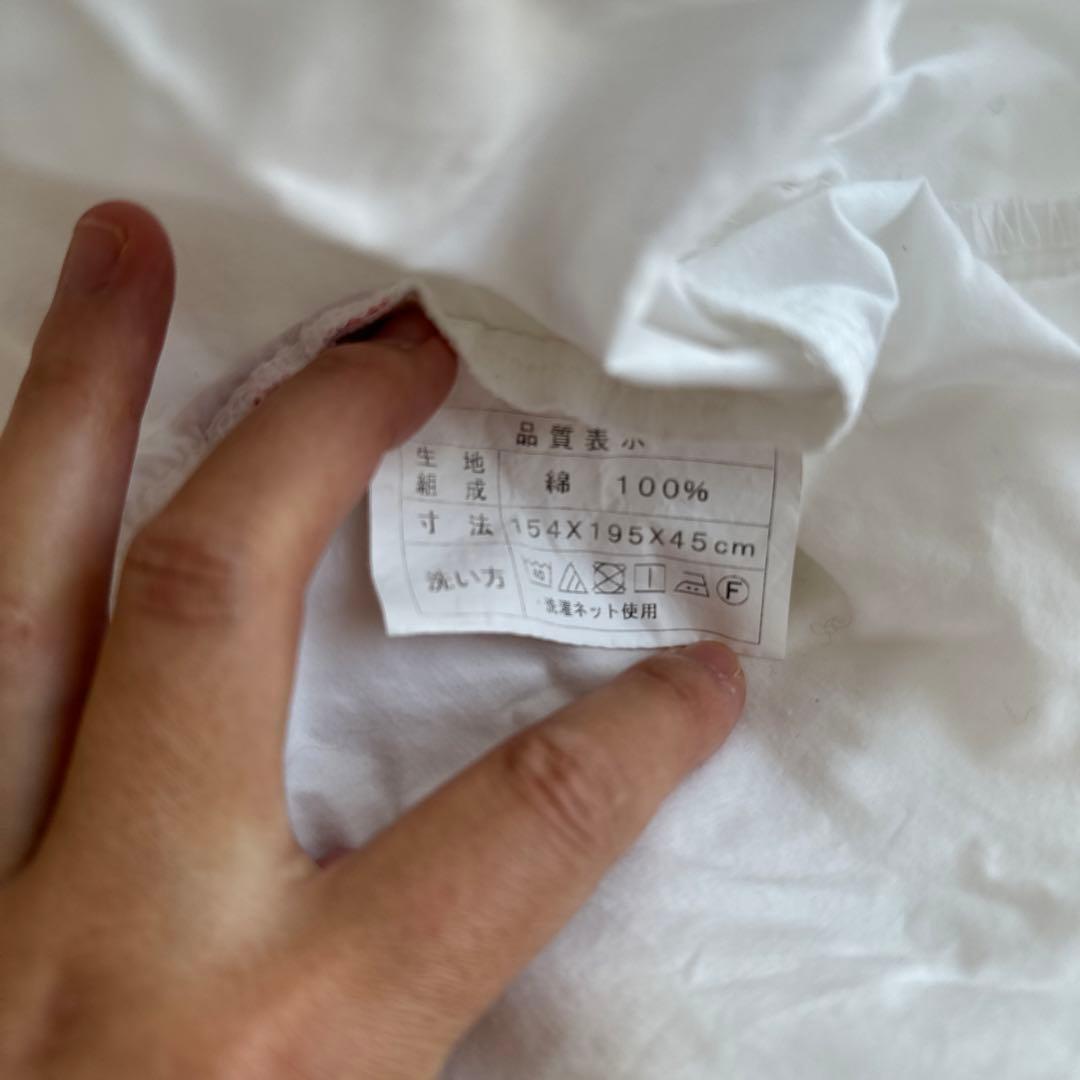 品質表示
生地組成 綿 100%
寸法 154X195X45cm
洗い方 40 F
洗濯ネット使用